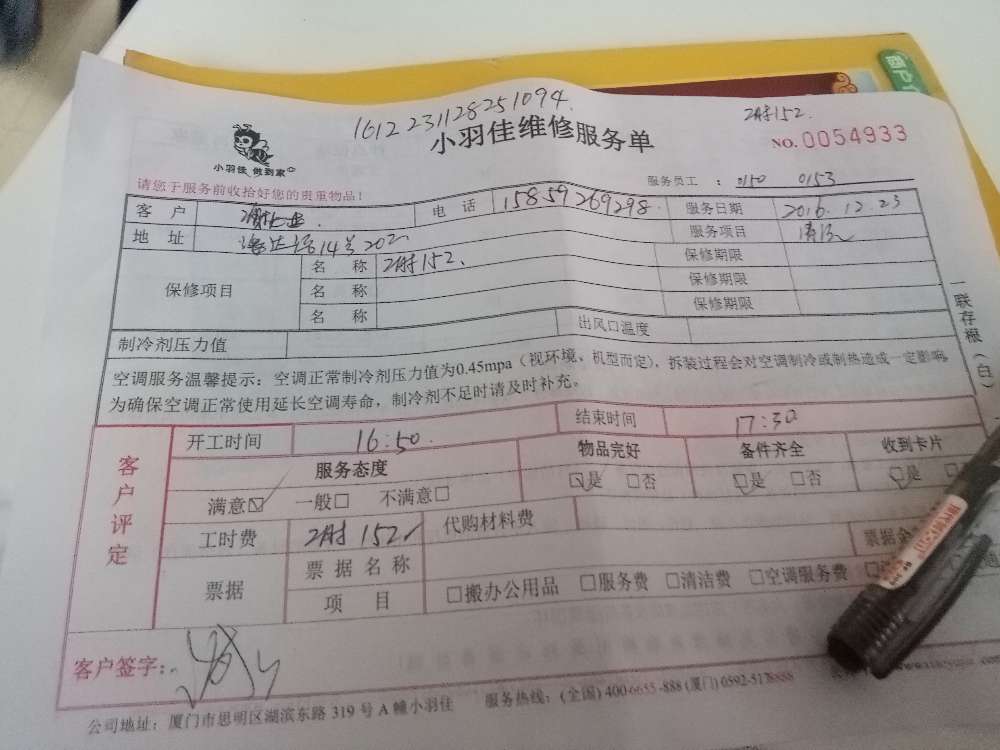 161223112825 1094
152
小羽佳维修服务单
NO. 0054933
小羽佳 做到家
请您于服务前收拾好您的贵重物品！
服务员工 ： 0150 0153
客 户 电 话 15859269298 服务日期 2016.12.23
地 址 14 202 服务项目 清洗
保修项目 名 称 152 保修期限
名 称 保修期限
名 称 保修期限
制冷剂压力值 出风口温度
空调服务温馨提示：空调正常制冷剂压力值为0.45mpa（视环境、机型而定），拆装过程会对空调制冷或制热造成一定影响。
为确保空调正常使用延长空调寿命，制冷剂不足时请及时补充。
一联存根（白）
客户评定
开工时间 16:50 结束时间 17:30
服务态度 物品完好 备件齐全 收到卡片
满意☑ 一般□ 不满意□ ☑是 □否 ☑是 □否 ☑是
工时费 152 代购材料费
票据 票据名称 票据金
项 目 □搬办公用品 □服务费 □清洁费 □空调服务费
客户签字：
公司地址：厦门市思明区湖滨东路 319 号 A 幢小羽佳 服务热线：（全国）400-6655-888 (厦门) 0592-5178888